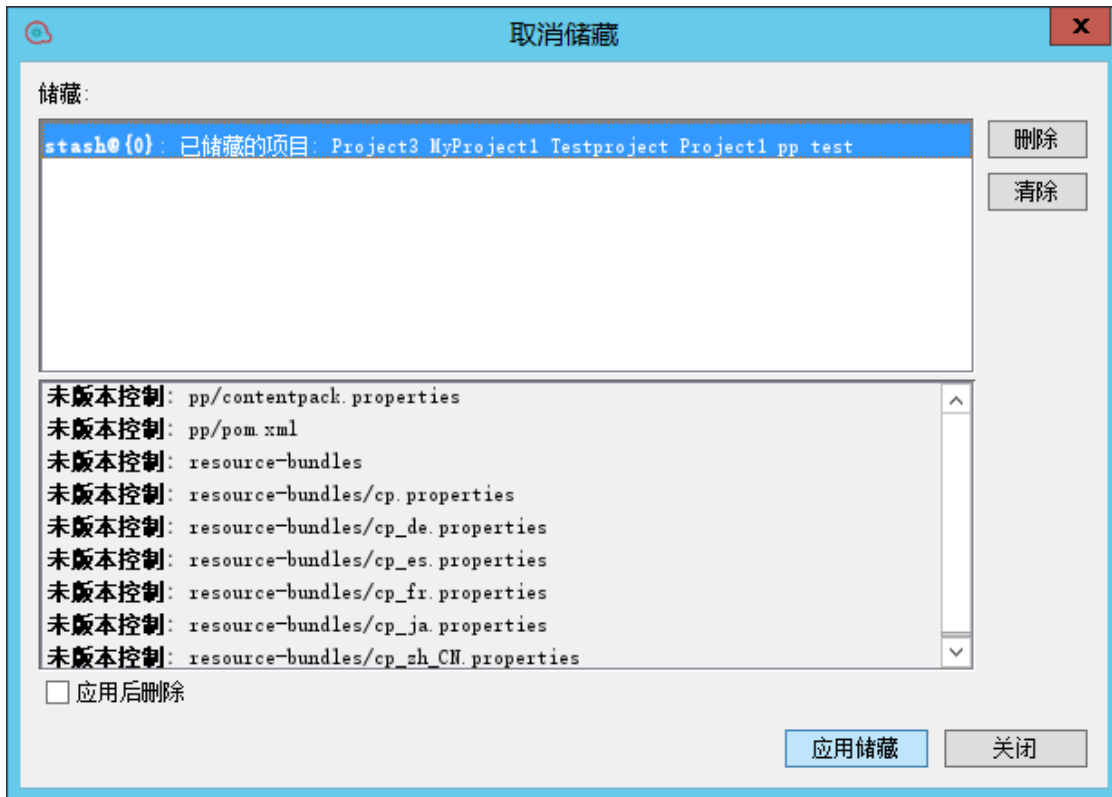 取消储藏
x
储藏:
stash@{0}: 已储藏的项目: Project3 MyProject1 Testproject Project1 pp test
删除
清除
未版本控制: pp/contentpack.properties
未版本控制: pp/pom.xml
未版本控制: resource-bundles
未版本控制: resource-bundles/cp.properties
未版本控制: resource-bundles/cp_de.properties
未版本控制: resource-bundles/cp_es.properties
未版本控制: resource-bundles/cp_fr.properties
未版本控制: resource-bundles/cp_ja.properties
未版本控制: resource-bundles/cp_zh_CN.properties
应用后删除
应用储藏
关闭